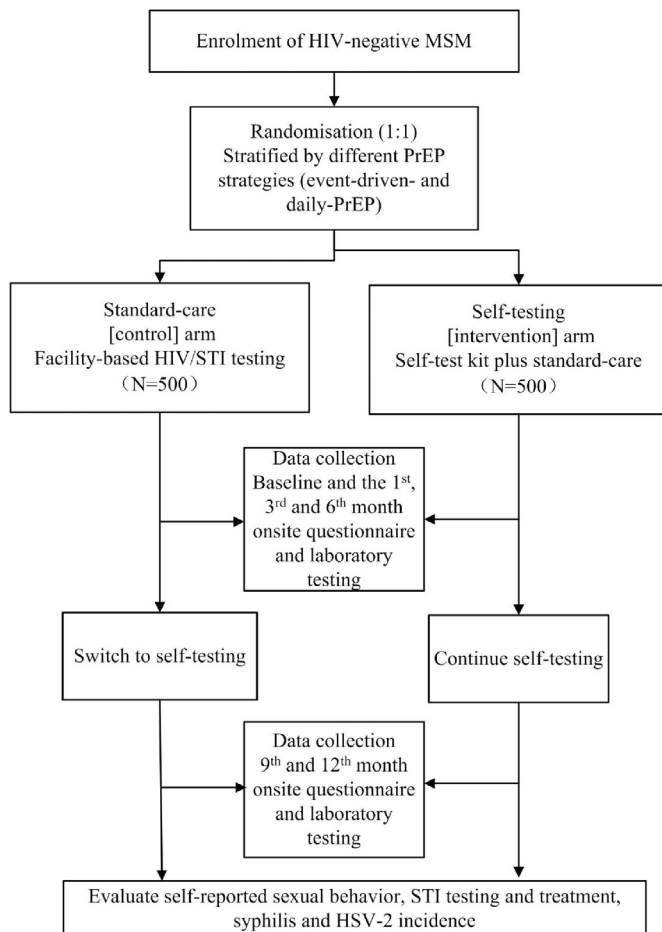 Enrolment of HIV-negative MSM
Randomisation (1:1)
Stratified by different PrEP
strategies (event-driven- and
daily-PrEP)
Standard-care
[control] arm
Facility-based HIV/STI testing
（N=500）
Self-testing
[intervention] arm
Self-test kit plus standard-care
（N=500）
Data collection
Baseline and the 1st,
3rd and 6th month
onsite questionnaire
and laboratory
testing
Switch to self-testing
Continue self-testing
Data collection
9th and 12th month
onsite questionnaire
and laboratory
testing
Evaluate self-reported sexual behavior, STI testing and treatment,
syphilis and HSV-2 incidence